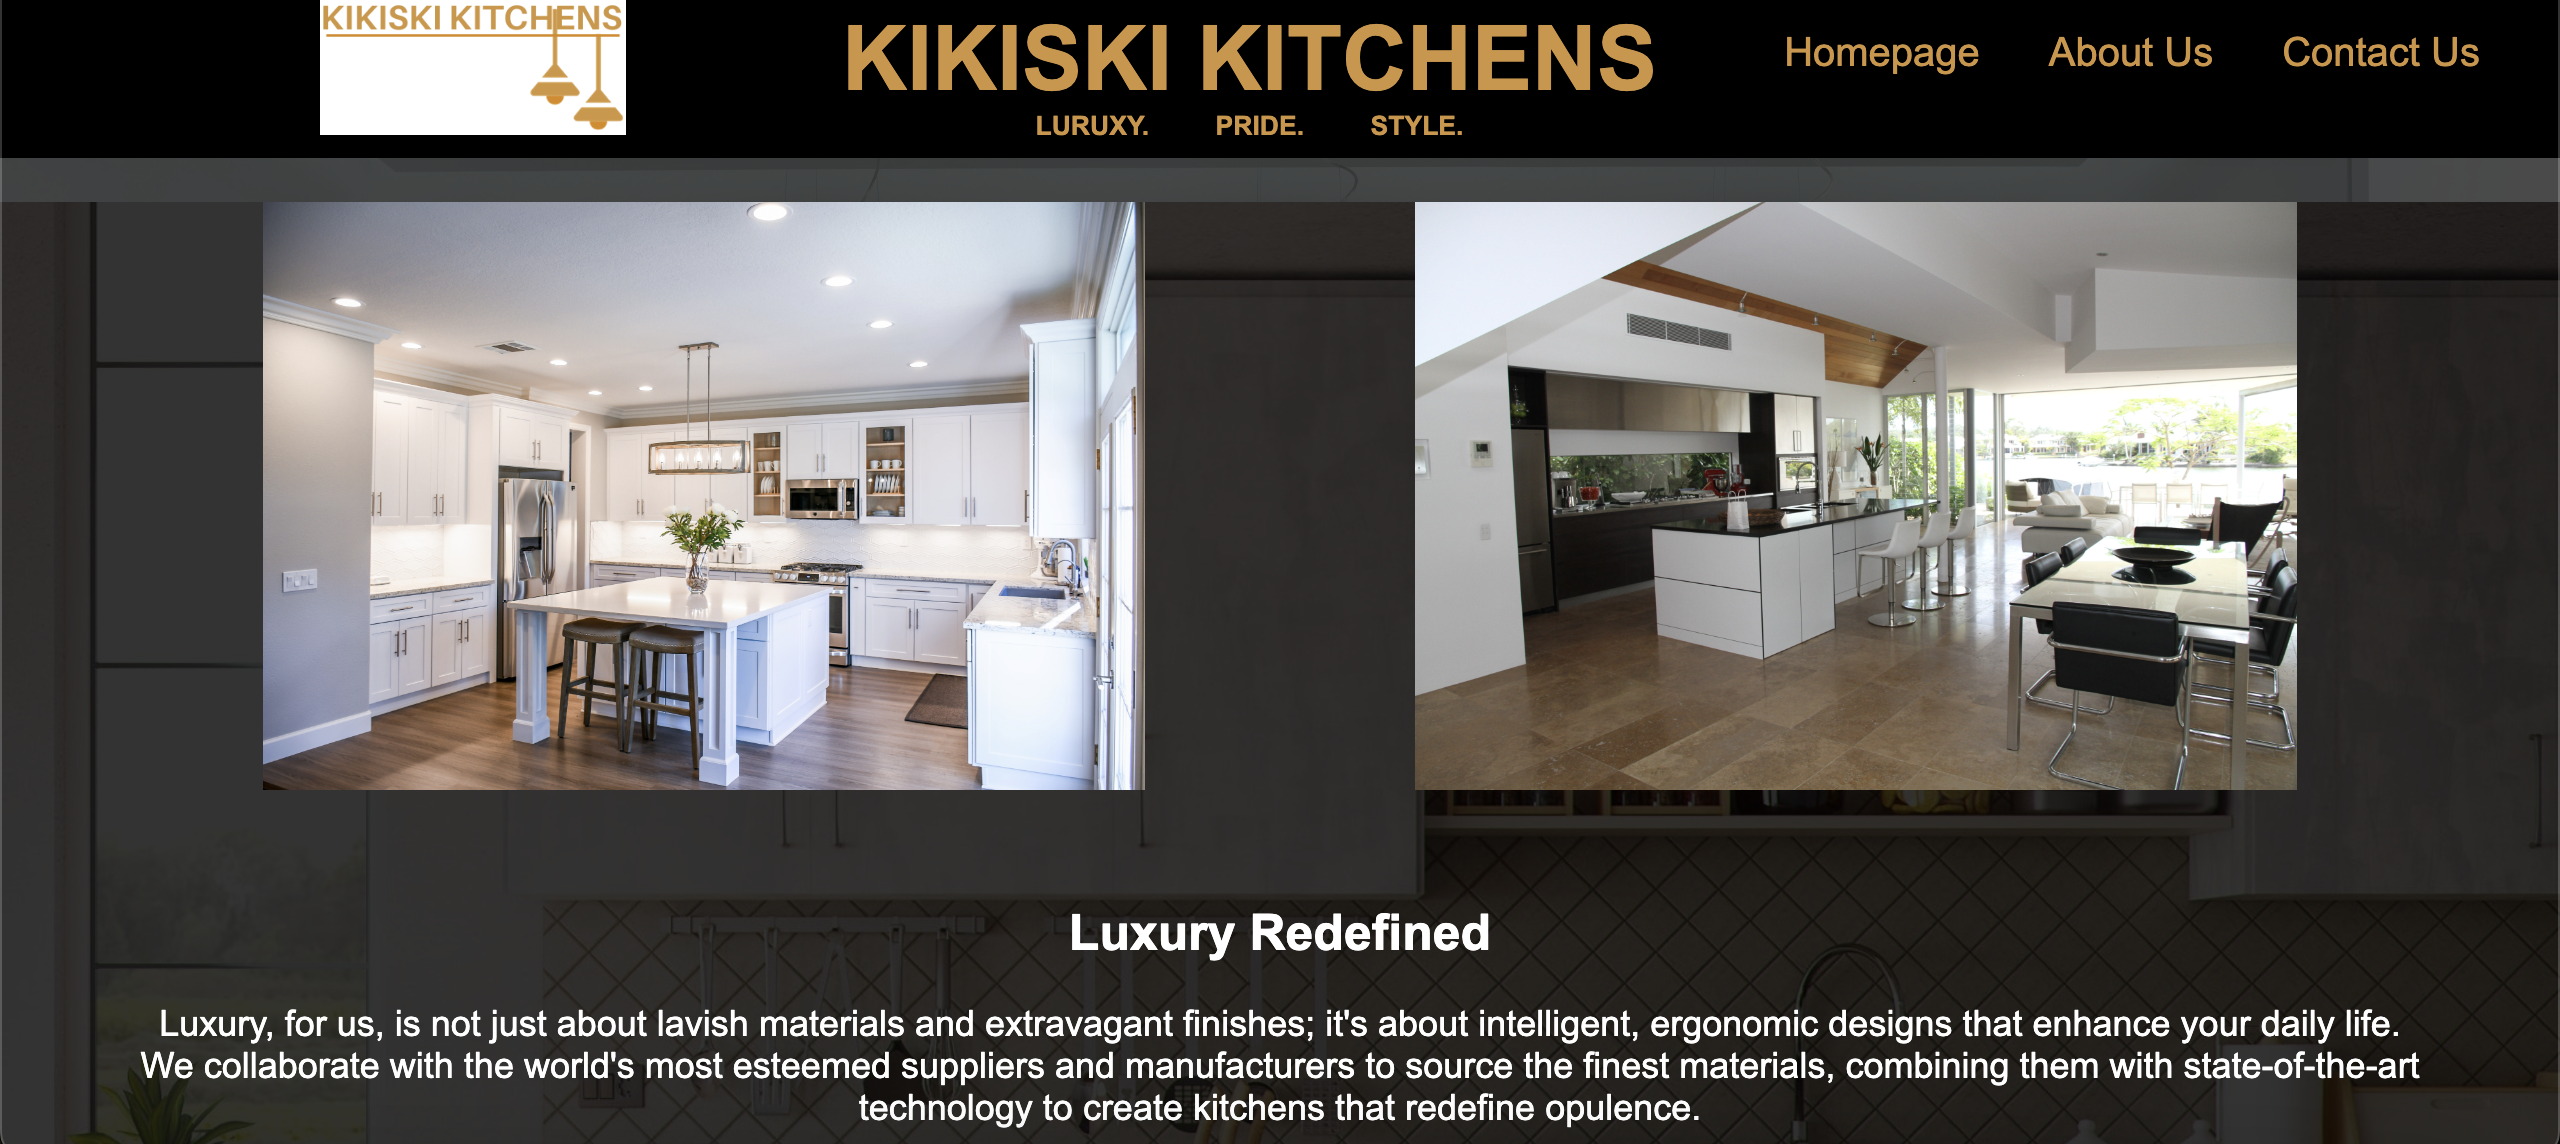 KIKISKI KITCHENS
KIKISKI KITCHENS
LURUXY. PRIDE. STYLE.
Homepage About Us Contact Us
Luxury Redefined
Luxury, for us, is not just about lavish materials and extravagant finishes; it's about intelligent, ergonomic designs that enhance your daily life.
We collaborate with the world's most esteemed suppliers and manufacturers to source the finest materials, combining them with state-of-the-art
technology to create kitchens that redefine opulence.